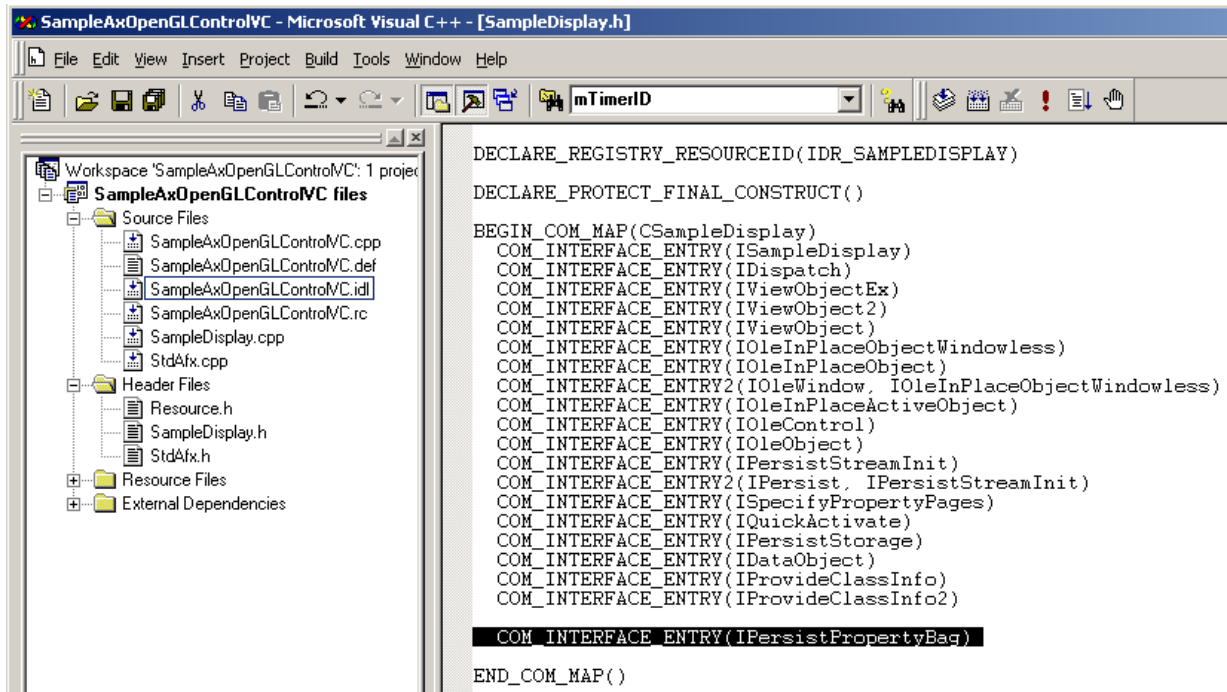 SampleAxOpenGLControlVC - Microsoft Visual C++ - [SampleDisplay.h]
File Edit View Insert Project Build Tools Window Help
mTimerID
Workspace 'SampleAxOpenGLControlVC': 1 projec
SampleAxOpenGLControlVC files
Source Files
SampleAxOpenGLControlVC.cpp
SampleAxOpenGLControlVC.def
SampleAxOpenGLControlVC.idl
SampleAxOpenGLControlVC.rc
SampleDisplay.cpp
StdAfx.cpp
Header Files
Resource.h
SampleDisplay.h
StdAfx.h
Resource Files
External Dependencies
DECLARE_REGISTRY_RESOURCEID(IDR_SAMPLEDISPLAY)
DECLARE_PROTECT_FINAL_CONSTRUCT()
BEGIN_COM_MAP(CSampleDisplay)
COM_INTERFACE_ENTRY(ISampleDisplay)
COM_INTERFACE_ENTRY(IDispatch)
COM_INTERFACE_ENTRY(IViewObjectEx)
COM_INTERFACE_ENTRY(IViewObject2)
COM_INTERFACE_ENTRY(IViewObject)
COM_INTERFACE_ENTRY(IOleInPlaceObjectWindowless)
COM_INTERFACE_ENTRY(IOleInPlaceObject)
COM_INTERFACE_ENTRY2(IOleWindow, IOleInPlaceObjectWindowless)
COM_INTERFACE_ENTRY(IOleInPlaceActiveObject)
COM_INTERFACE_ENTRY(IOleControl)
COM_INTERFACE_ENTRY(IOleObject)
COM_INTERFACE_ENTRY(IPersistStreamInit)
COM_INTERFACE_ENTRY2(IPersist, IPersistStreamInit)
COM_INTERFACE_ENTRY(ISpecifyPropertyPages)
COM_INTERFACE_ENTRY(IQuickActivate)
COM_INTERFACE_ENTRY(IPersistStorage)
COM_INTERFACE_ENTRY(IDataObject)
COM_INTERFACE_ENTRY(IProvideClassInfo)
COM_INTERFACE_ENTRY(IProvideClassInfo2)
COM_INTERFACE_ENTRY(IPersistPropertyBag)
END_COM_MAP()